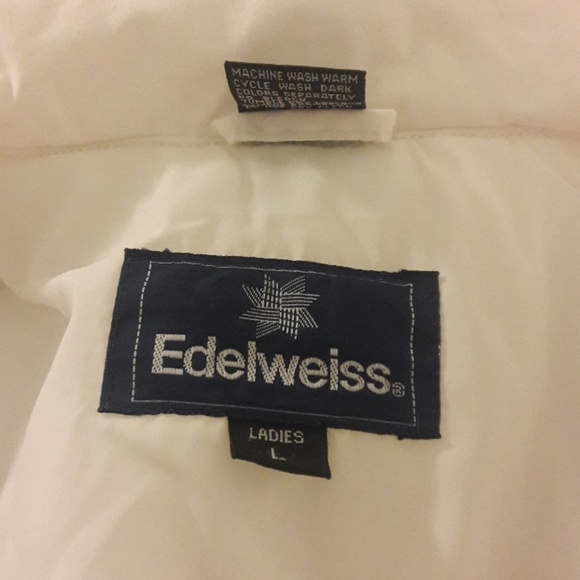 MACHINE WASH WARM
CYCLE WASH DARK
COLORS SEPARATELY
Edelweiss®
LADIES
L